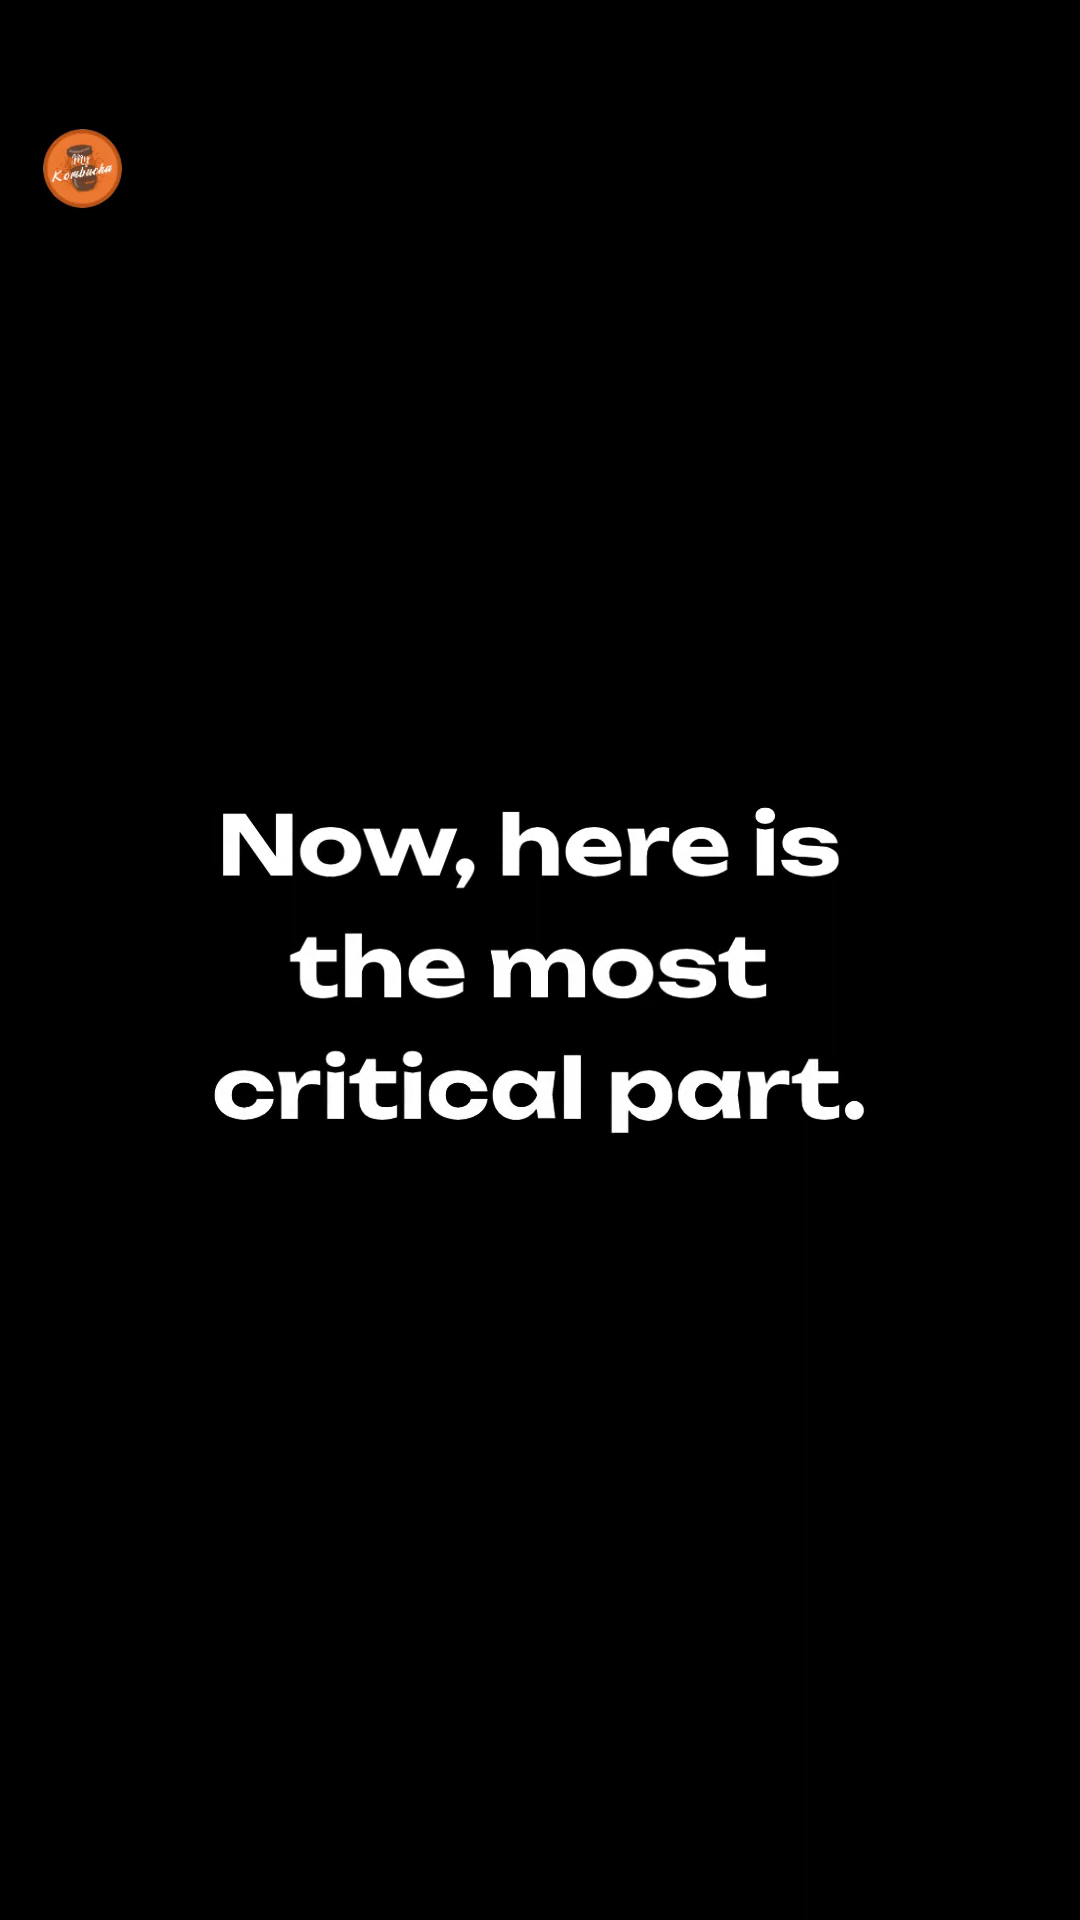 My
Kombucha
Now, here is
the most
critical part.